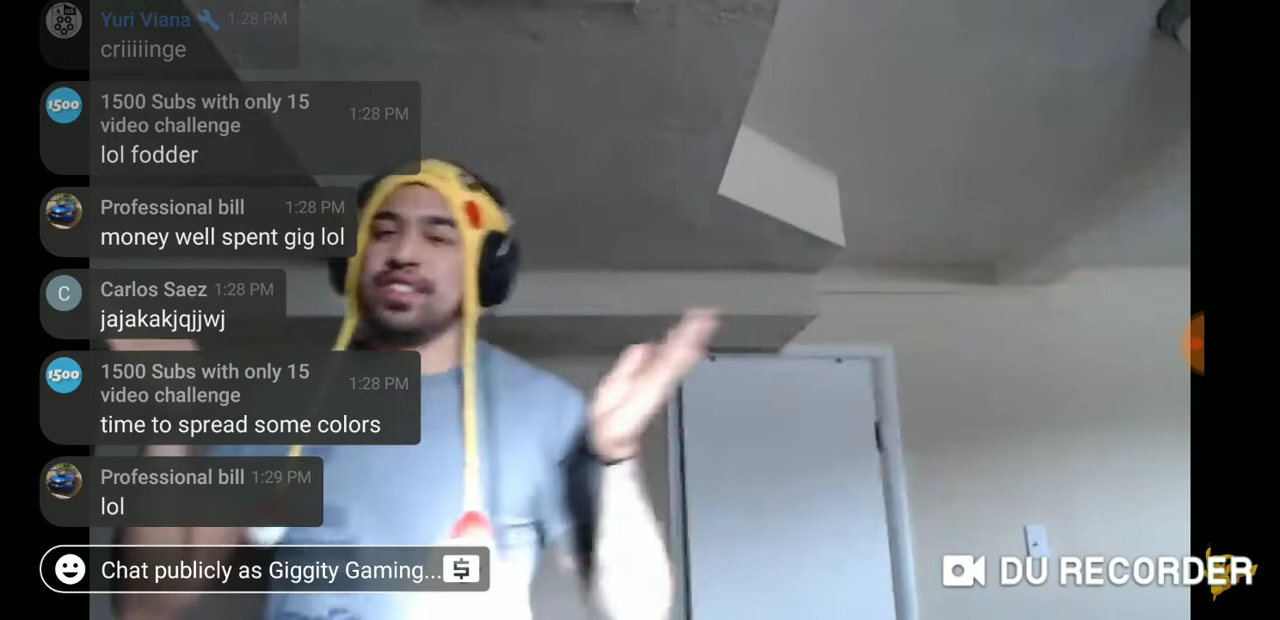 Yuri Viana 1:28 PM
criiiiinge
1500 Subs with only 15
video challenge 1:28 PM
lol fodder
Professional bill 1:28 PM
money well spent gig lol
C
Carlos Saez 1:28 PM
jajakakjqjjwj
1500
1500 Subs with only 15
video challenge 1:28 PM
time to spread some colors
1500
Professional bill 1:29 PM
lol
Chat publicly as Giggity Gaming... $
DU RECORDER